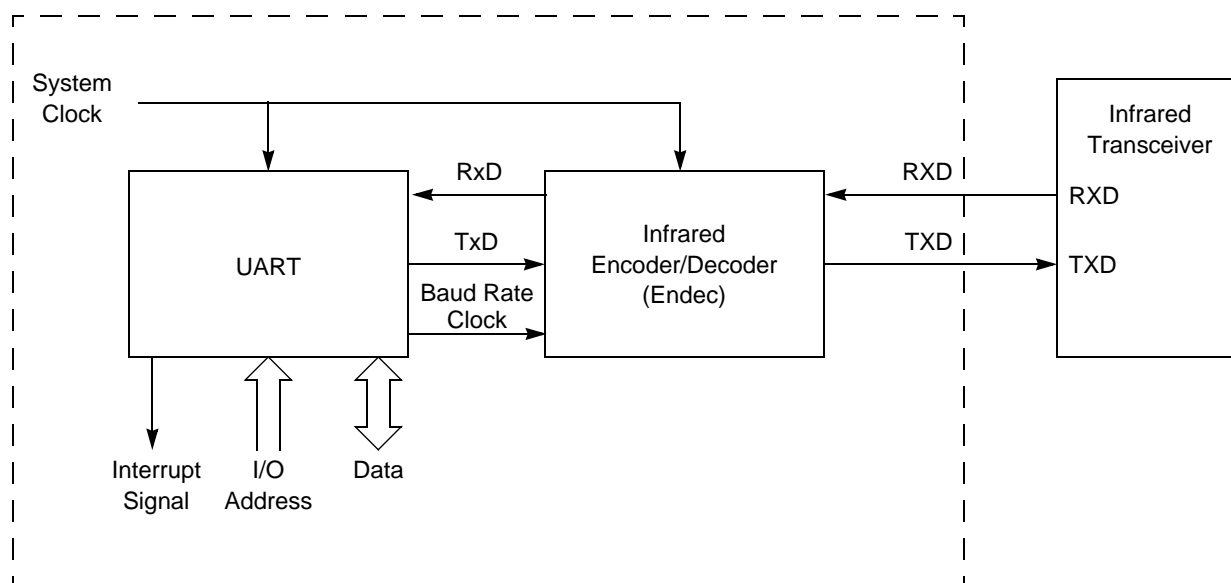 System
Clock
Infrared
Transceiver
RxD
RXD
RXD
TxD
TXD
TXD
UART
Infrared
Encoder/Decoder
(Endec)
Baud Rate
Clock
Interrupt
Signal
I/O
Address
Data